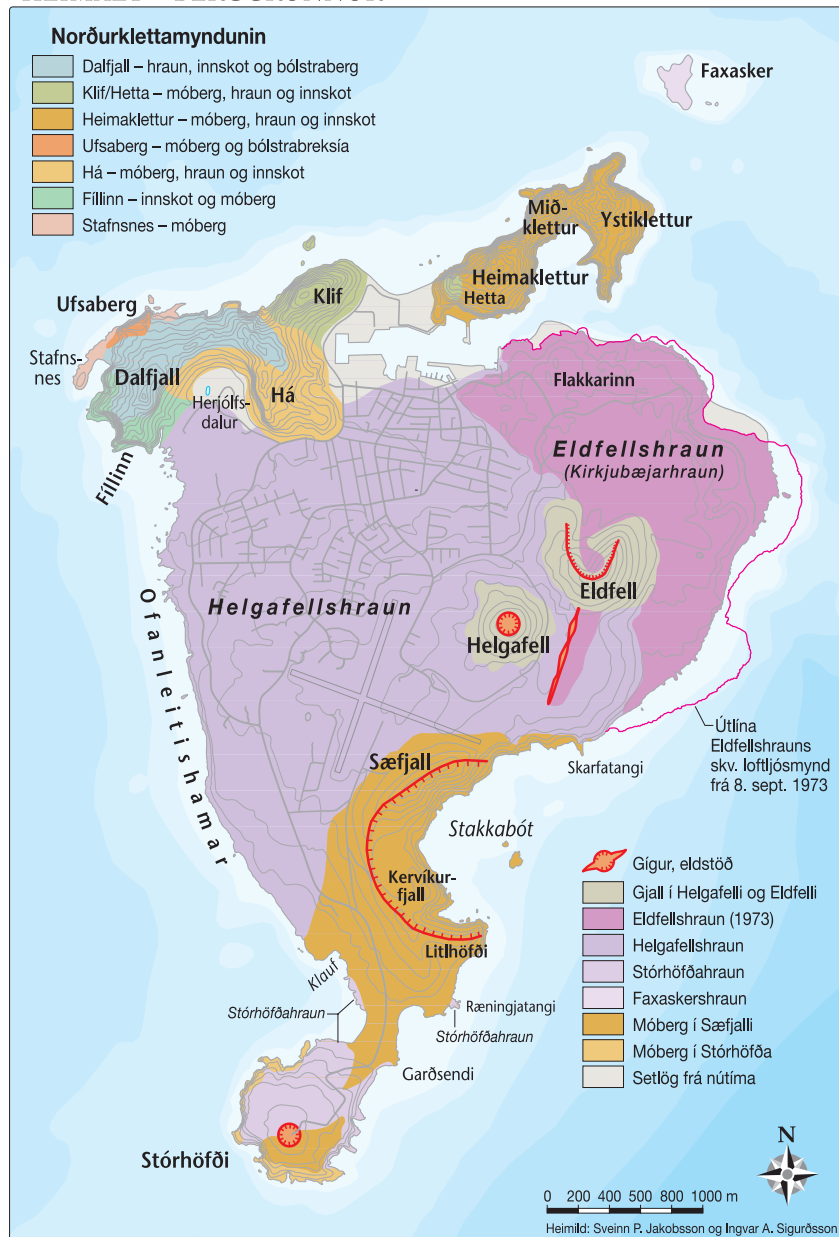 Norðurklettamyndunin
Dalfjall – hraun, innskot og bólstraberg
Klif/Hetta – móberg, hraun og innskot
Heimaklettur – móberg, hraun og innskot
Ufsaberg – móberg og bólstrabreksía
Há – móberg, hraun og innskot
Fíllinn – innskot og móberg
Stafnsnes – móberg
Faxasker
Mið-
klettur
Ystiklettur
Heimaklettur
Hetta
Klif
Ufsaberg
Stafns-
nes
Dalfjall
Há
Herjólfs-
dalur
Fíllinn
Flakkarinn
Eldfellshraun
(Kirkjubæjarhraun)
Eldfell
Helgafellshraun
Helgafell
Ofanleitishamar
Útlína
Eldfellshrauns
skv. loftljósmynd
frá 8. sept. 1973
Sæfjall
Skarfatangi
Stakkabót
Kervíkur-
fjall
Litlhöfði
Klauf
Stórhöfðahraun
Ræningjatangi
Stórhöfðahraun
Garðsendi
Stórhöfði
Gígur, eldstöð
Gjall í Helgafelli og Eldfelli
Eldfellshraun (1973)
Helgafellshraun
Stórhöfðahraun
Faxaskershraun
Móberg í Sæfjalli
Móberg í Stórhöfða
Setlög frá nútíma
N
0 200 400 600 800 1000 m
Heimild: Sveinn P. Jakobsson og Ingvar A. Sigurðsson